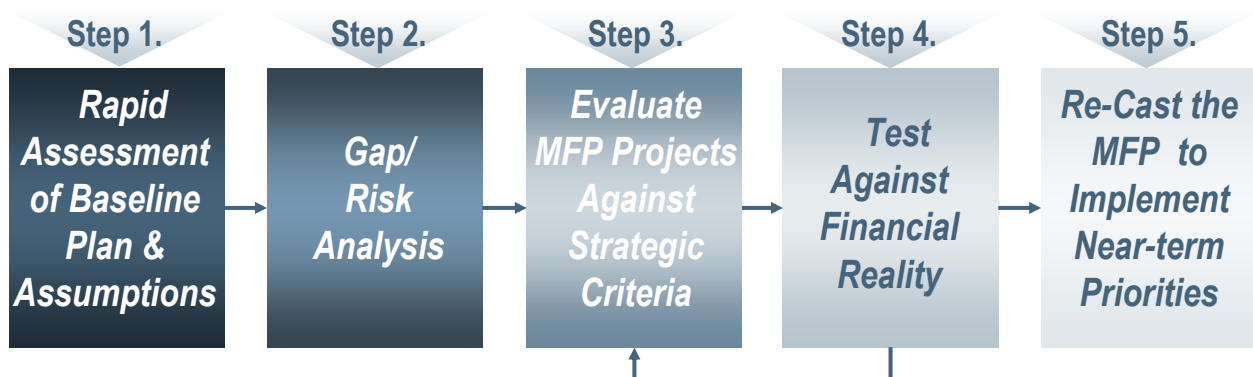 Step 1.
Rapid
Assessment
of Baseline
Plan &
Assumptions
Step 2.
Gap/
Risk
Analysis
Step 3.
Evaluate
MFP Projects
Against
Strategic
Criteria
Step 4.
Test
Against
Financial
Reality
Step 5.
Re-Cast the
MFP to
Implement
Near-term
Priorities